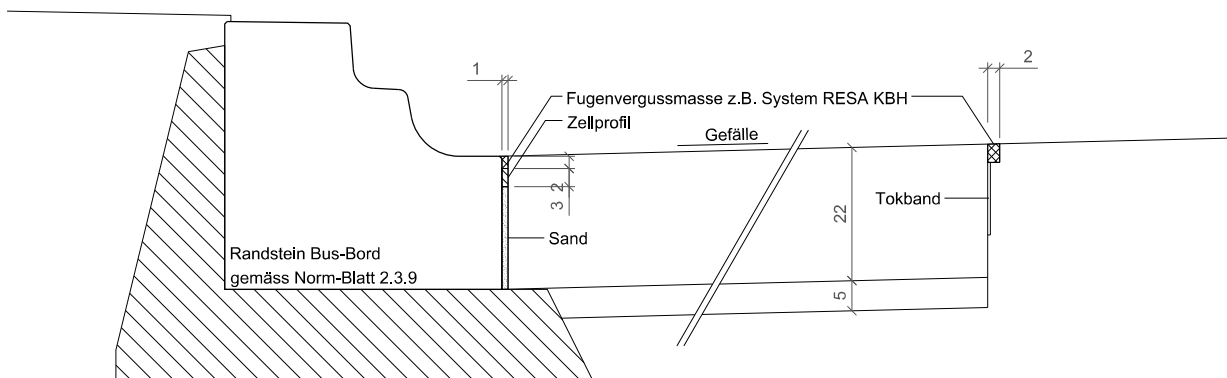 1
2
Fugenvergussmasse z.B. System RESA KBH
Zellprofil
Gefälle
2
3
22
Tokband
Sand
Randstein Bus-Bord
gemäss Norm-Blatt 2.3.9
5